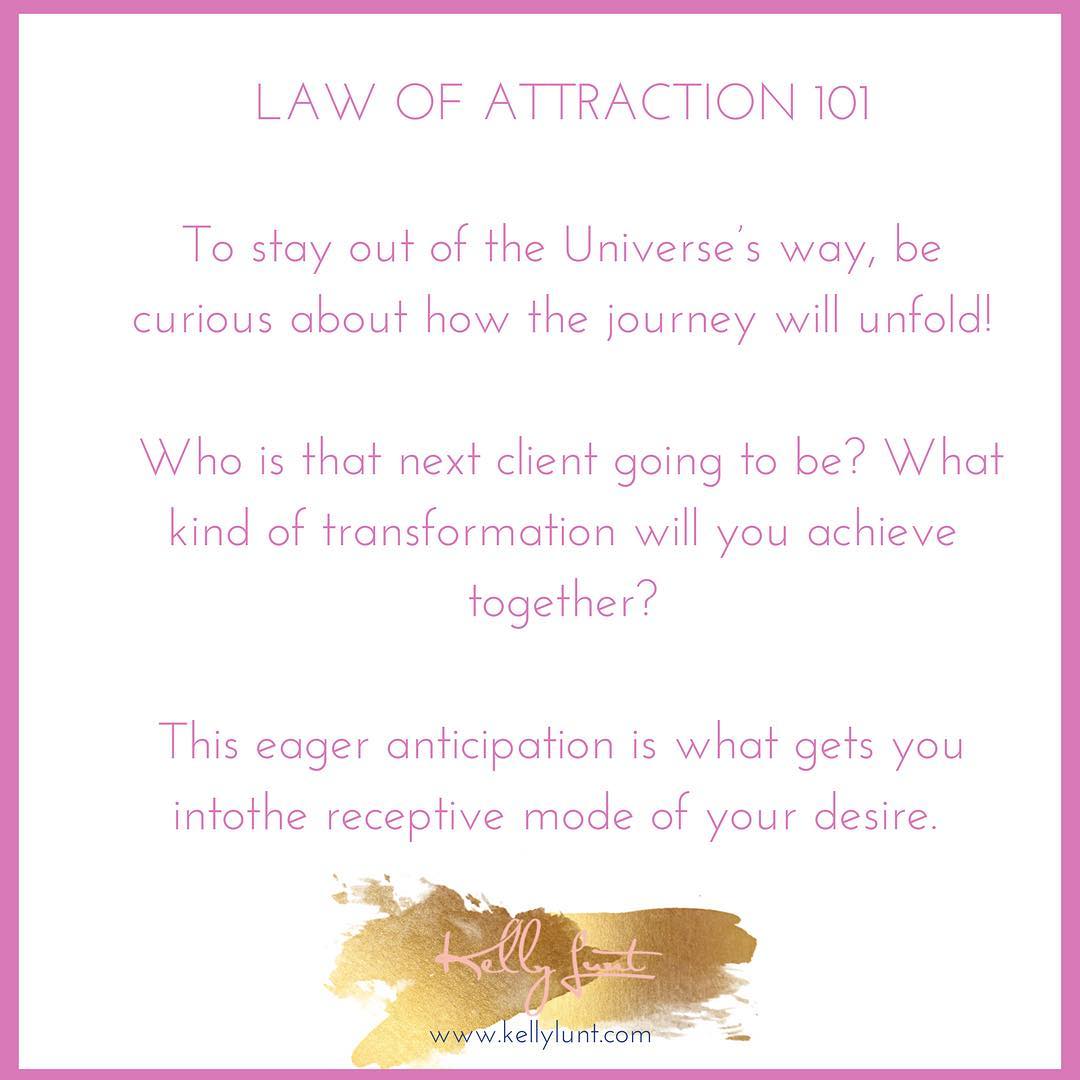 LAW OF ATTRACTION 101
To stay out of the Universe's way, be
curious about how the journey will unfold!
Who is that next client going to be? What
kind of transformation will you achieve
together?
This eager anticipation is what gets you
intothe receptive mode of your desire.
Kelly Lunt
www.kellylunt.com